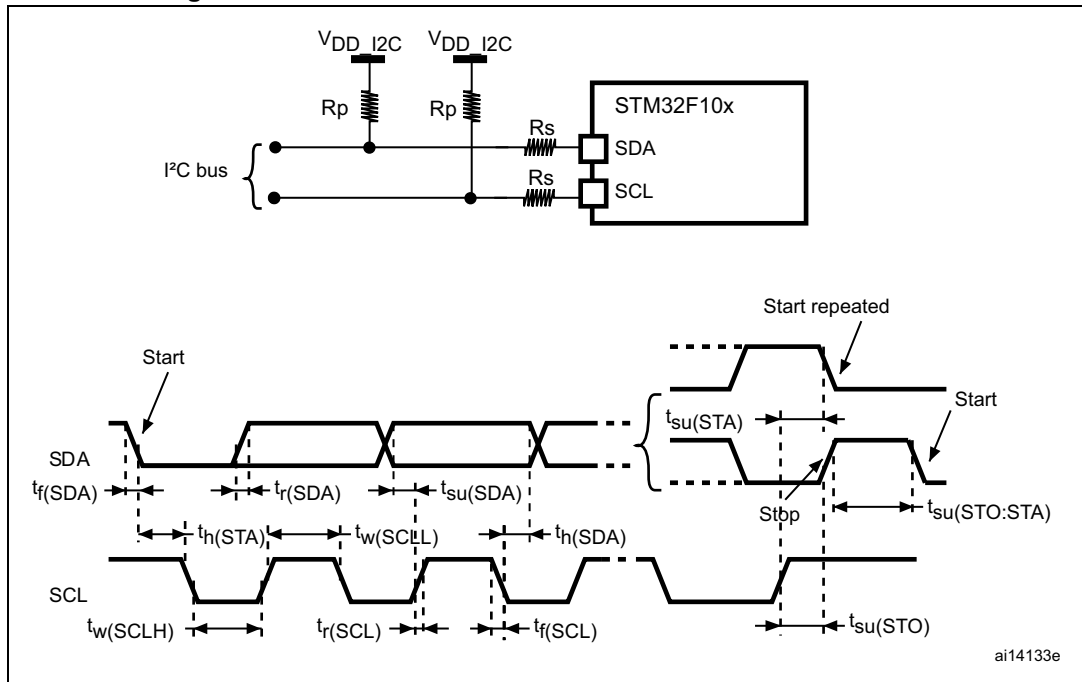 VDD_I2C VDD_I2C
Rp Rp
STM32F10x
Rs
SDA
I²C bus
Rs
SCL
Start repeated
Start
Start
tsu(STA)
SDA
tf(SDA) tr(SDA) tsu(SDA)
Stop
tsu(STO:STA)
th(STA) tw(SCLL) th(SDA)
SCL
tw(SCLH) tr(SCL) tf(SCL) tsu(STO)
ai14133e